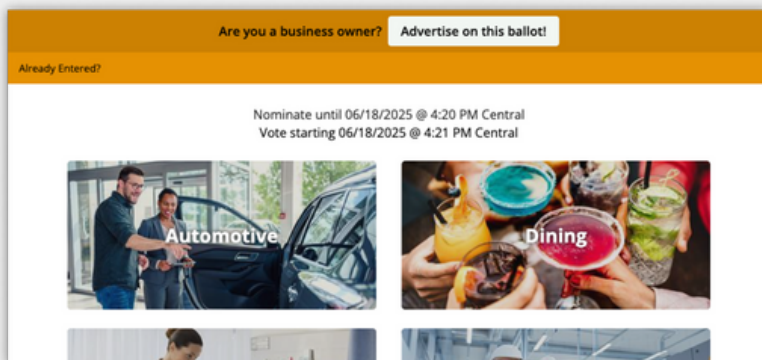 Are you a business owner? Advertise on this ballot!
Already Entered?
Nominate until 06/18/2025 @ 4:20 PM Central
Vote starting 06/18/2025 @ 4:21 PM Central
Automotive
Dining